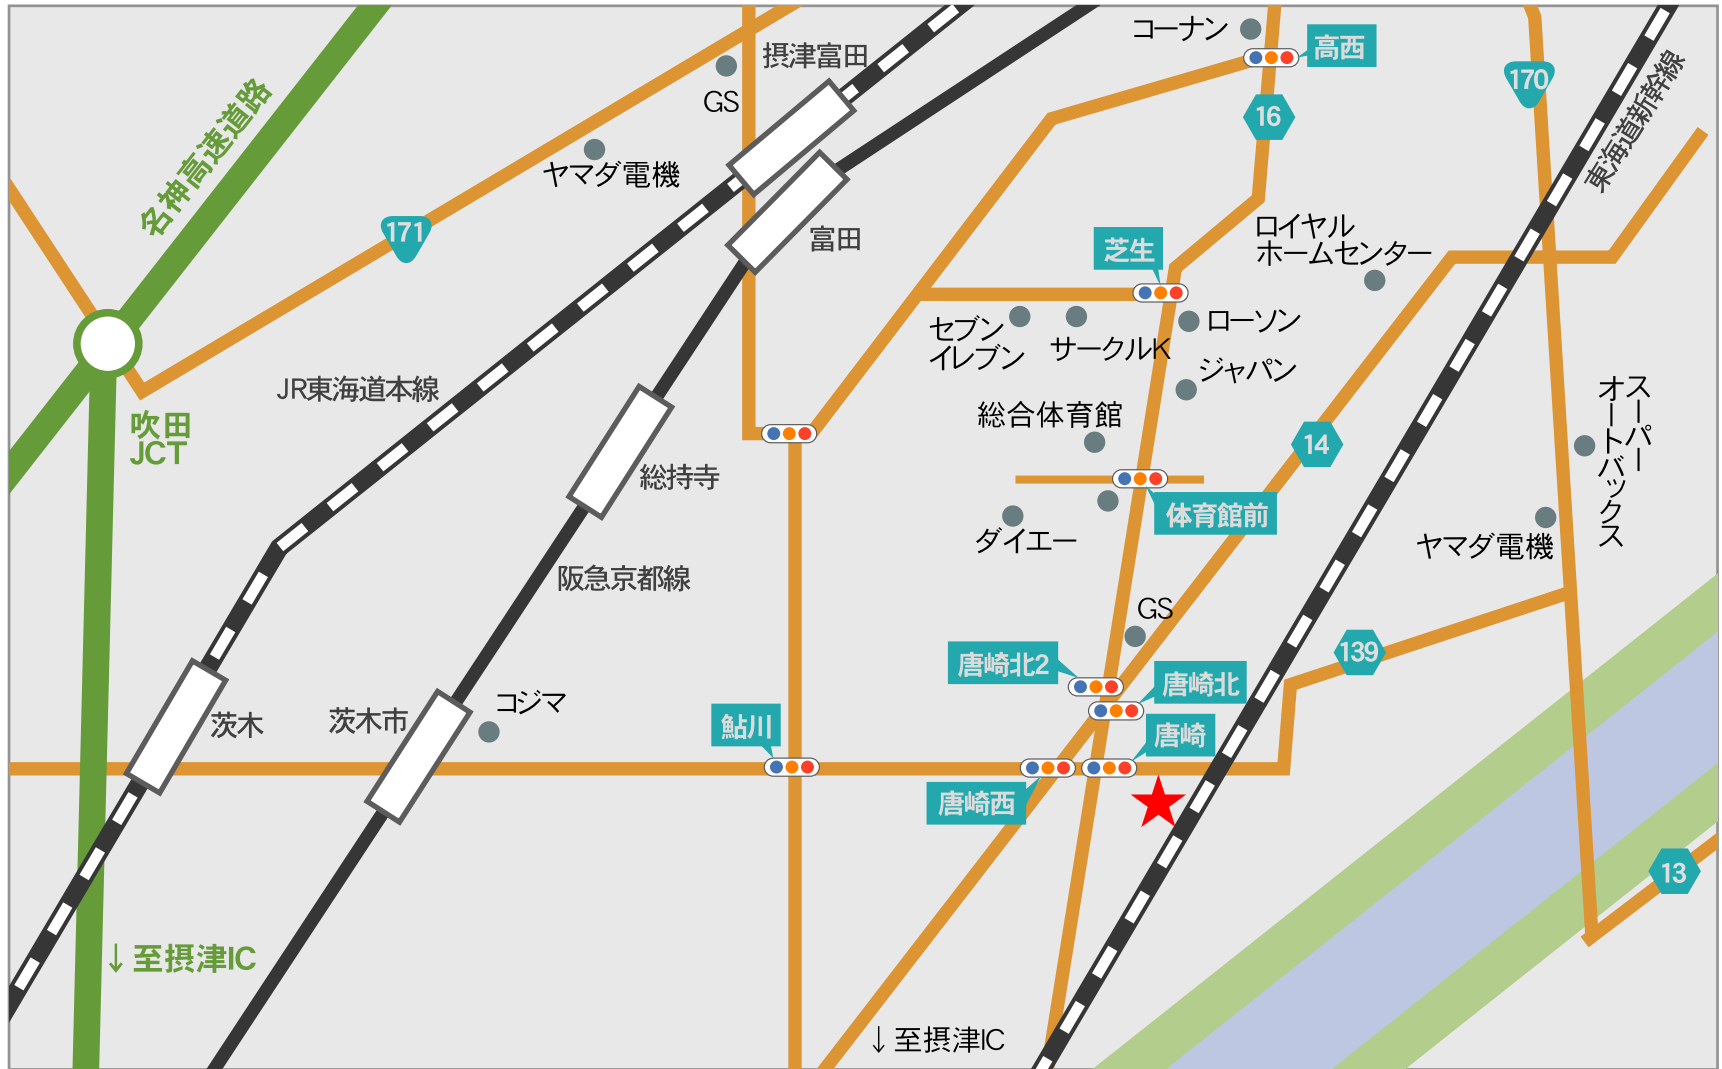 コーナン
高西
摂津富田
GS
170
東海道新幹線
名神高速道路
16
ヤマダ電機
171
富田
芝生
ロイヤル
ホームセンター
セブン
イレブン
サークルK
ローソン
ジャパン
JR東海道本線
吹田
JCT
総合体育館
スーパー
オートバックス
14
総持寺
体育館前
ダイエー
ヤマダ電機
阪急京都線
GS
唐崎北2
139
唐崎北
コジマ
茨木
茨木市
鮎川
唐崎
唐崎西
13
↓至摂津IC
↓至摂津IC